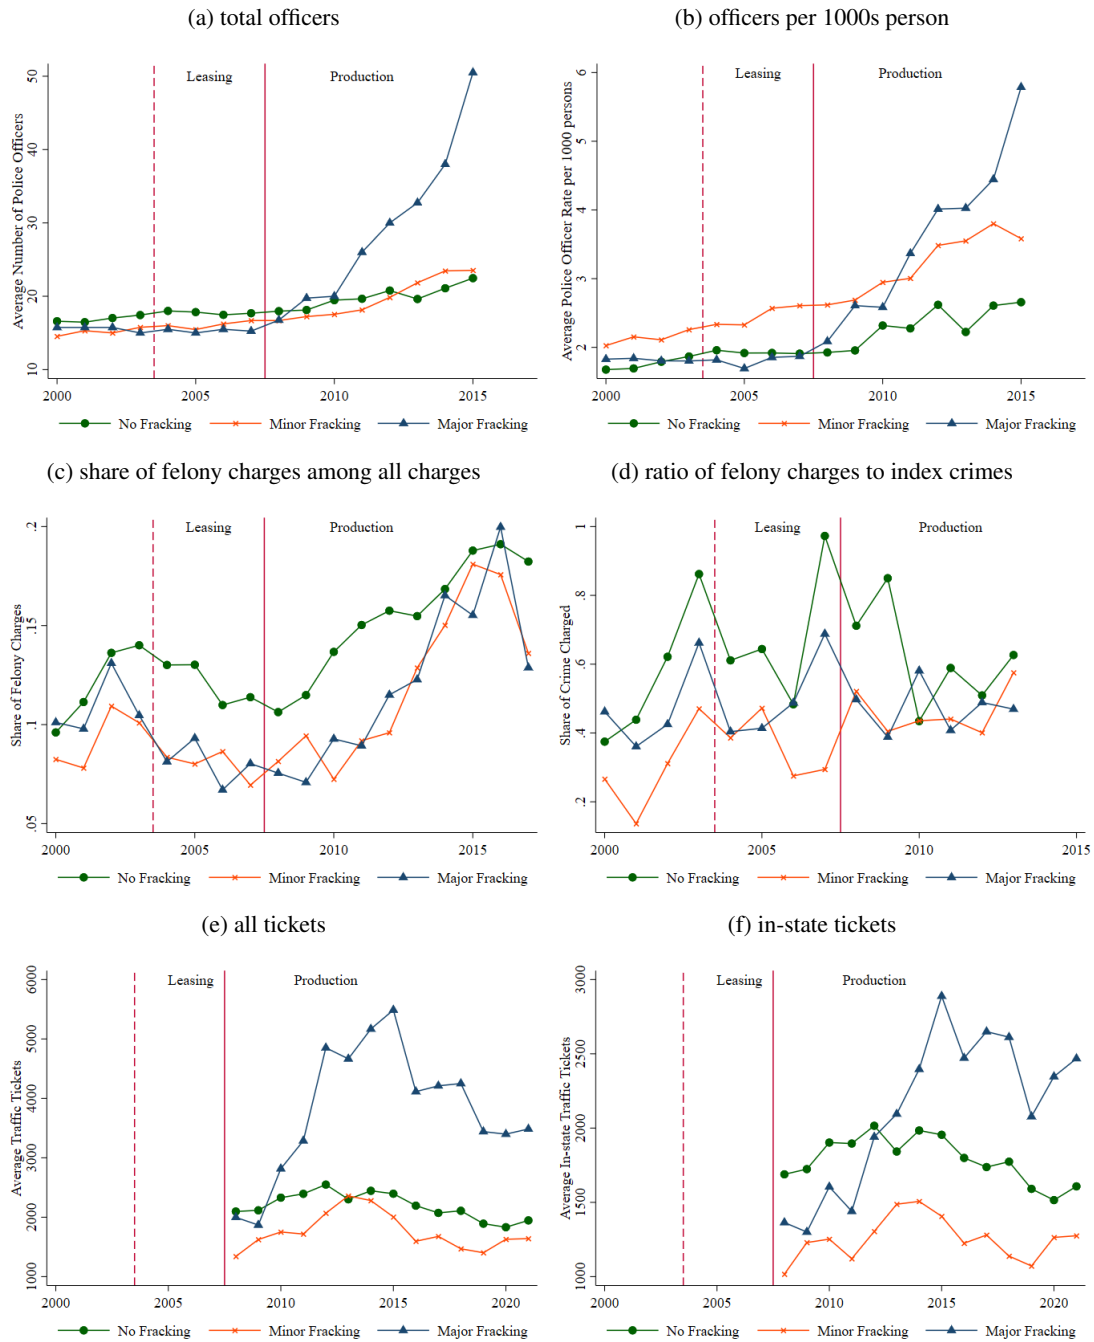 (a) total officers
Average Number of Police Officers
50
40
30
20
10
Leasing
Production
2000
2005
2010
2015
No Fracking
Minor Fracking
Major Fracking
(b) officers per 1000s person
Average Police Officer Rate per 1000 persons
6
5
4
3
2
Leasing
Production
2000
2005
2010
2015
No Fracking
Minor Fracking
Major Fracking
(c) share of felony charges among all charges
Share of Felony Charges
.2
.15
.1
.05
Leasing
Production
2000
2005
2010
2015
No Fracking
Minor Fracking
Major Fracking
(d) ratio of felony charges to index crimes
Share of Crime Charged
1
.8
.6
.4
.2
Leasing
Production
2000
2005
2010
2015
No Fracking
Minor Fracking
Major Fracking
(e) all tickets
Average Traffic Tickets
6000
5000
4000
3000
2000
1000
Leasing
Production
2000
2005
2010
2015
2020
No Fracking
Minor Fracking
Major Fracking
(f) in-state tickets
Average In-state Traffic Tickets
3000
2500
2000
1500
1000
Leasing
Production
2000
2005
2010
2015
2020
No Fracking
Minor Fracking
Major Fracking